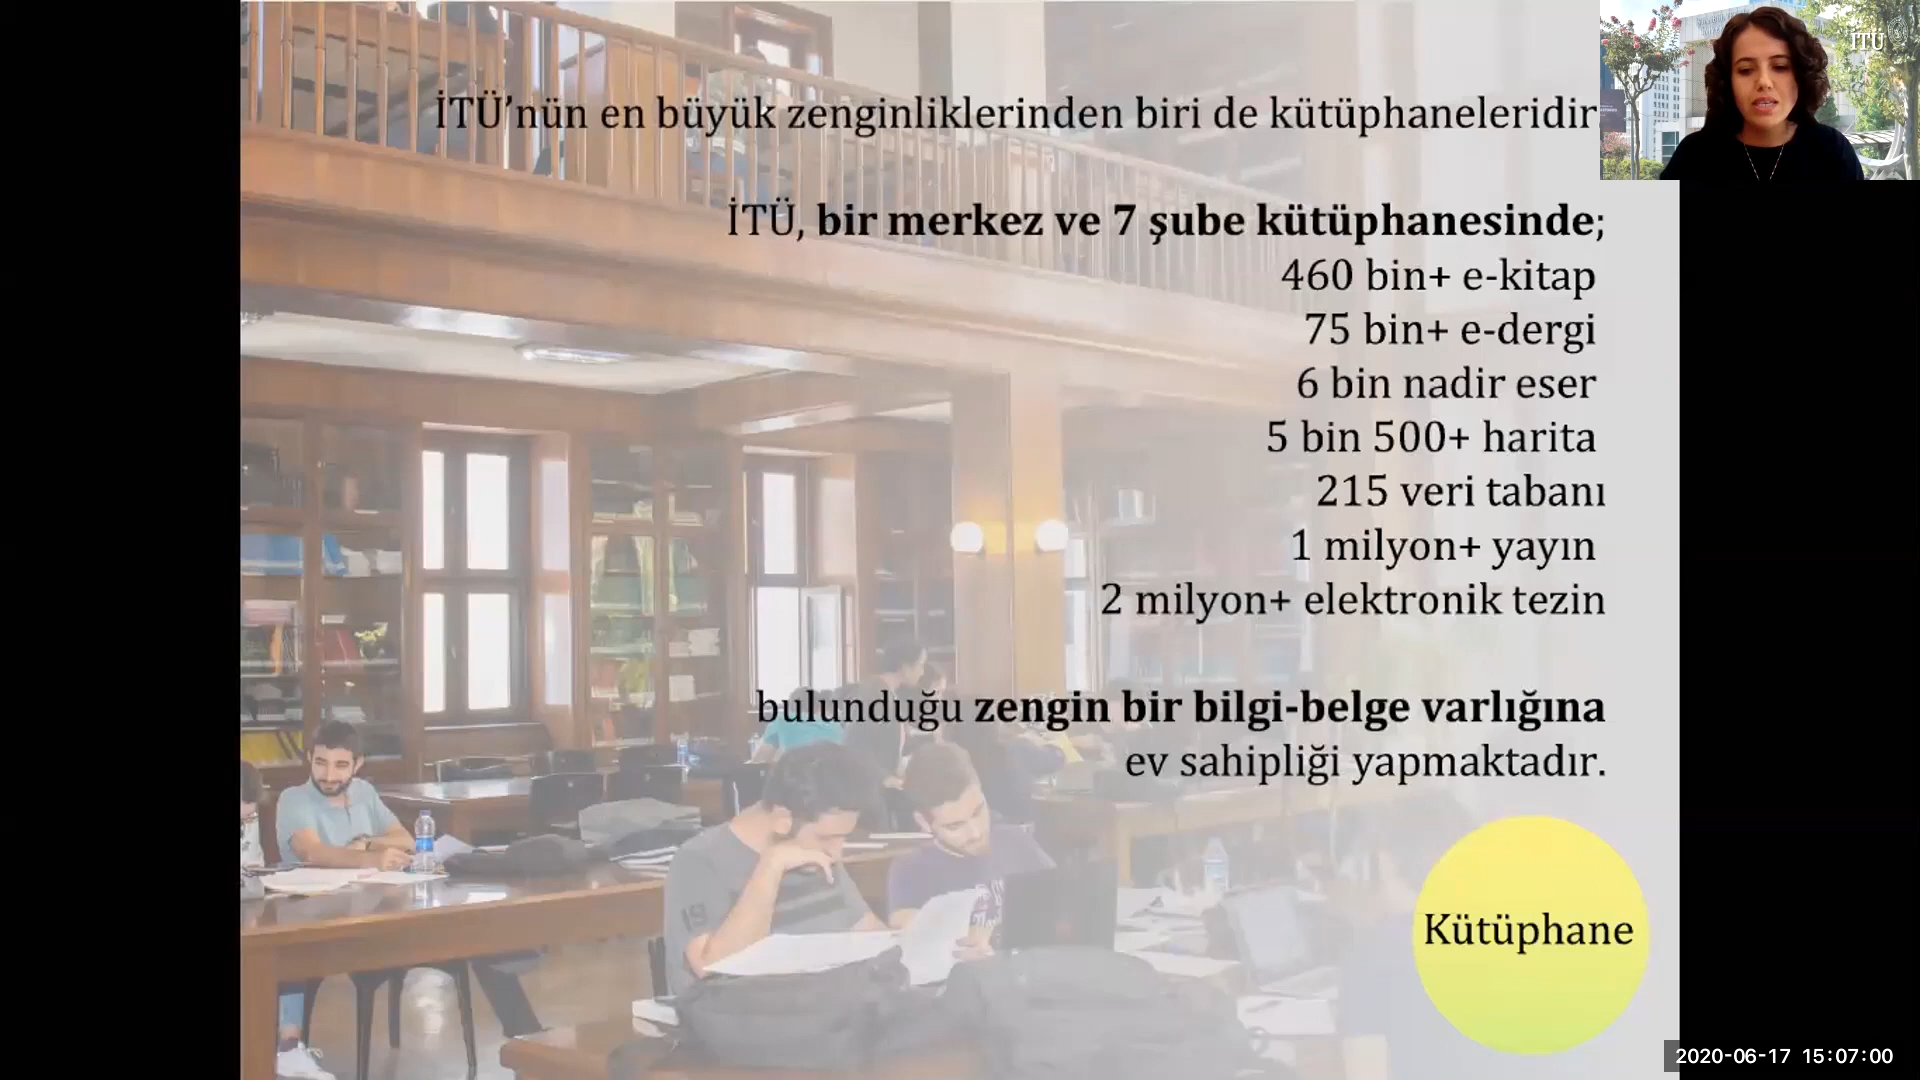 İTÜ'nün en büyük zenginliklerinden biri de kütüphaneleridir
İTÜ
İTÜ, bir merkez ve 7 şube kütüphanesinde;
460 bin+ e-kitap
75 bin+ e-dergi
6 bin nadir eser
5 bin 500+ harita
215 veri tabanı
1 milyon+ yayın
2 milyon+ elektronik tezin
bulunduğu zengin bir bilgi-belge varlığına
ev sahipliği yapmaktadır.
Kütüphane
2020-06-17 15:07:00